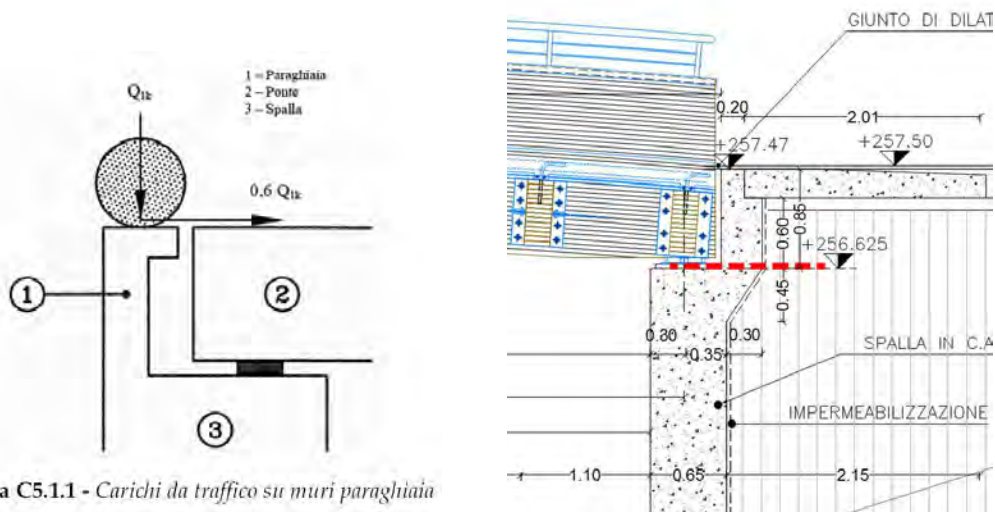 1 = Paraghiaia
2 – Ponte
3 – Spalla
Q1k
0.6 Q1k
1
2
3
a C5.1.1 - Carichi da traffico su muri paraghiaia
GIUNTO DI DILAT
0.20
2.01
+257.47
+257.50
0.60
0.85
+256.625
0.45
0.30
0.35
0.30
SPALLA IN C.A
IMPERMEABILIZZAZIONE
1.10
0.65
2.15